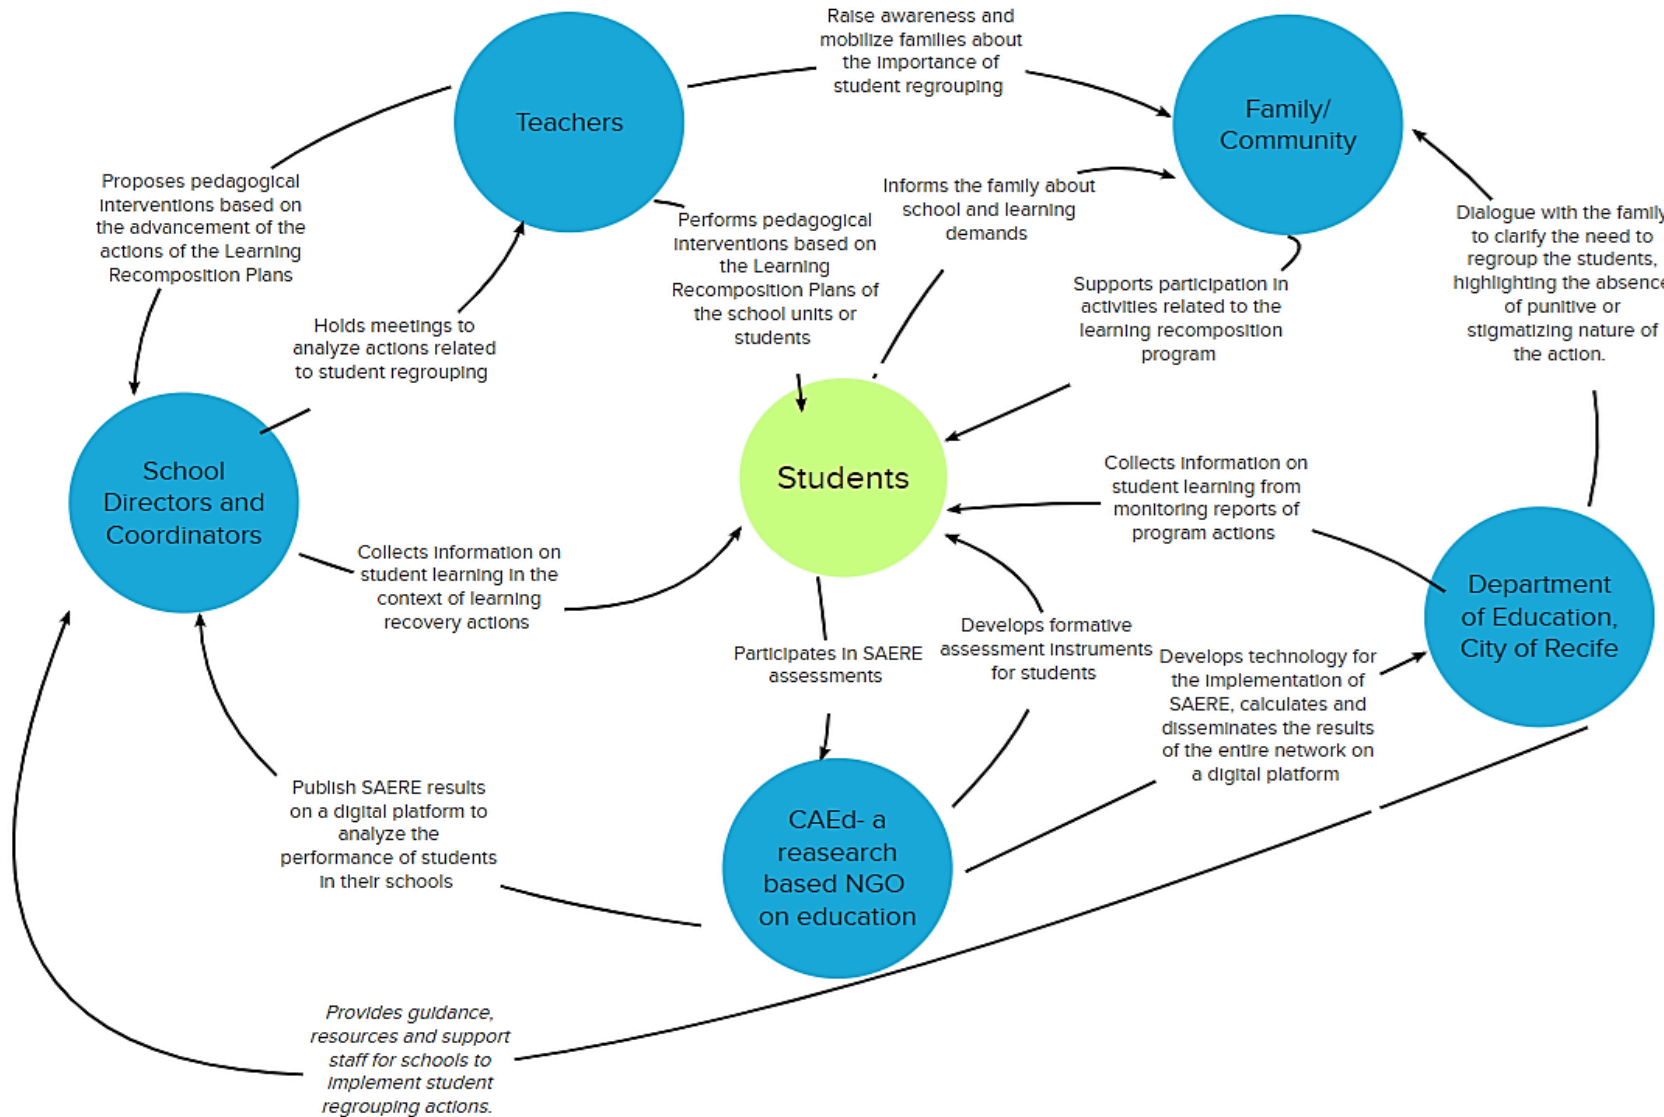 Raise awareness and
mobilize families about
the importance of
student regrouping
Teachers
Family/
Community
Proposes pedagogical
interventions based on
the advancement of the
actions of the Learning
Recomposition Plans
Informs the family about
school and learning
demands
Performs pedagogical
interventions based on
the Learning
Recomposition Plans of
the school units or
students
Dialogue with the family
to clarify the need to
regroup the students,
highlighting the absence
of punitive or
stigmatizing nature of
the action.
Supports participation in
activities related to the
learning recomposition
program
Holds meetings to
analyze actions related
to student regrouping
School
Directors and
Coordinators
Students
Collects information on
student learning from
monitoring reports of
program actions
Collects information on
student learning in the
context of learning
recovery actions
Department
of Education,
City of Recife
Participates in SAERE
assessments
Develops formative
assessment instruments
for students
Develops technology for
the implementation of
SAERE, calculates and
disseminates the results
of the entire network on
a digital platform
Publish SAERE results
on a digital platform to
analyze the
performance of students
in their schools
CAEd- a
reasearch
based NGO
on education
Provides guidance,
resources and support
staff for schools to
implement student
regrouping actions.